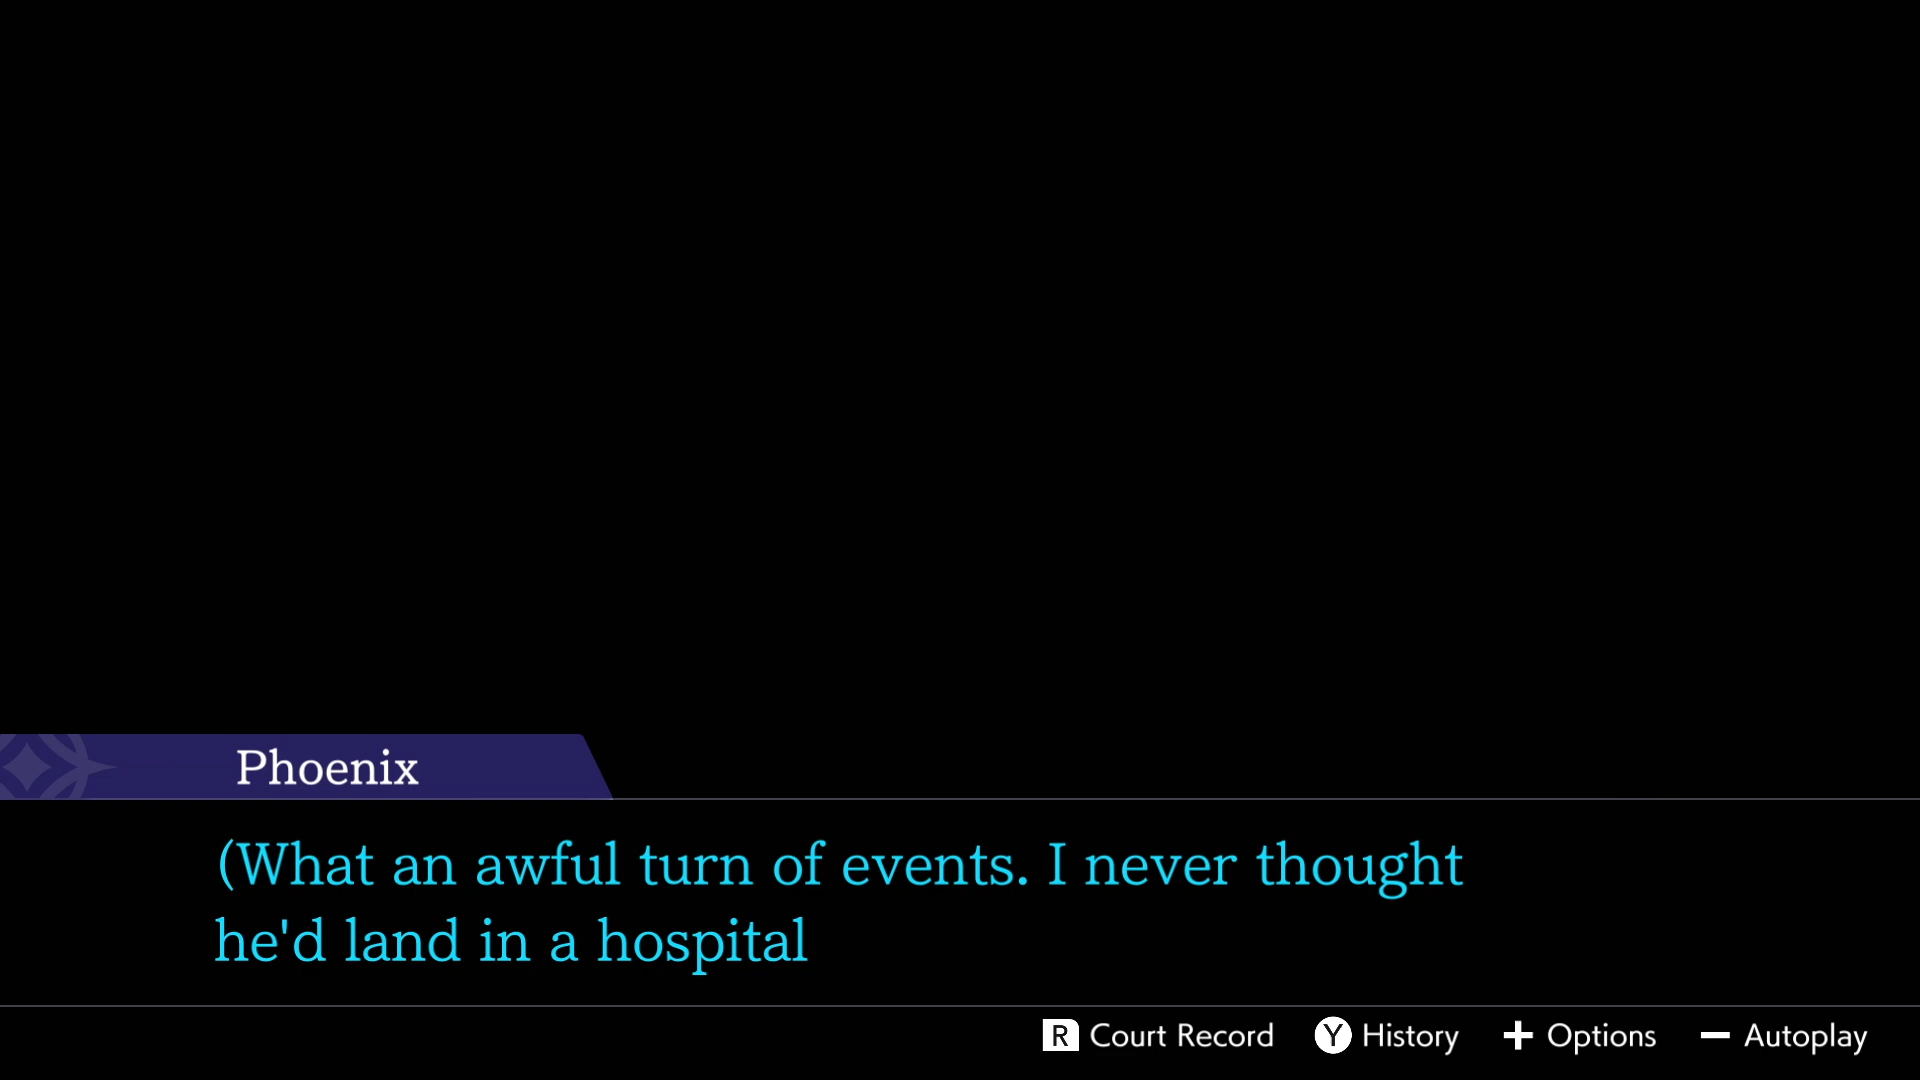 Phoenix
(What an awful turn of events. I never thought
he'd land in a hospital
R Court Record Y History + Options − Autoplay